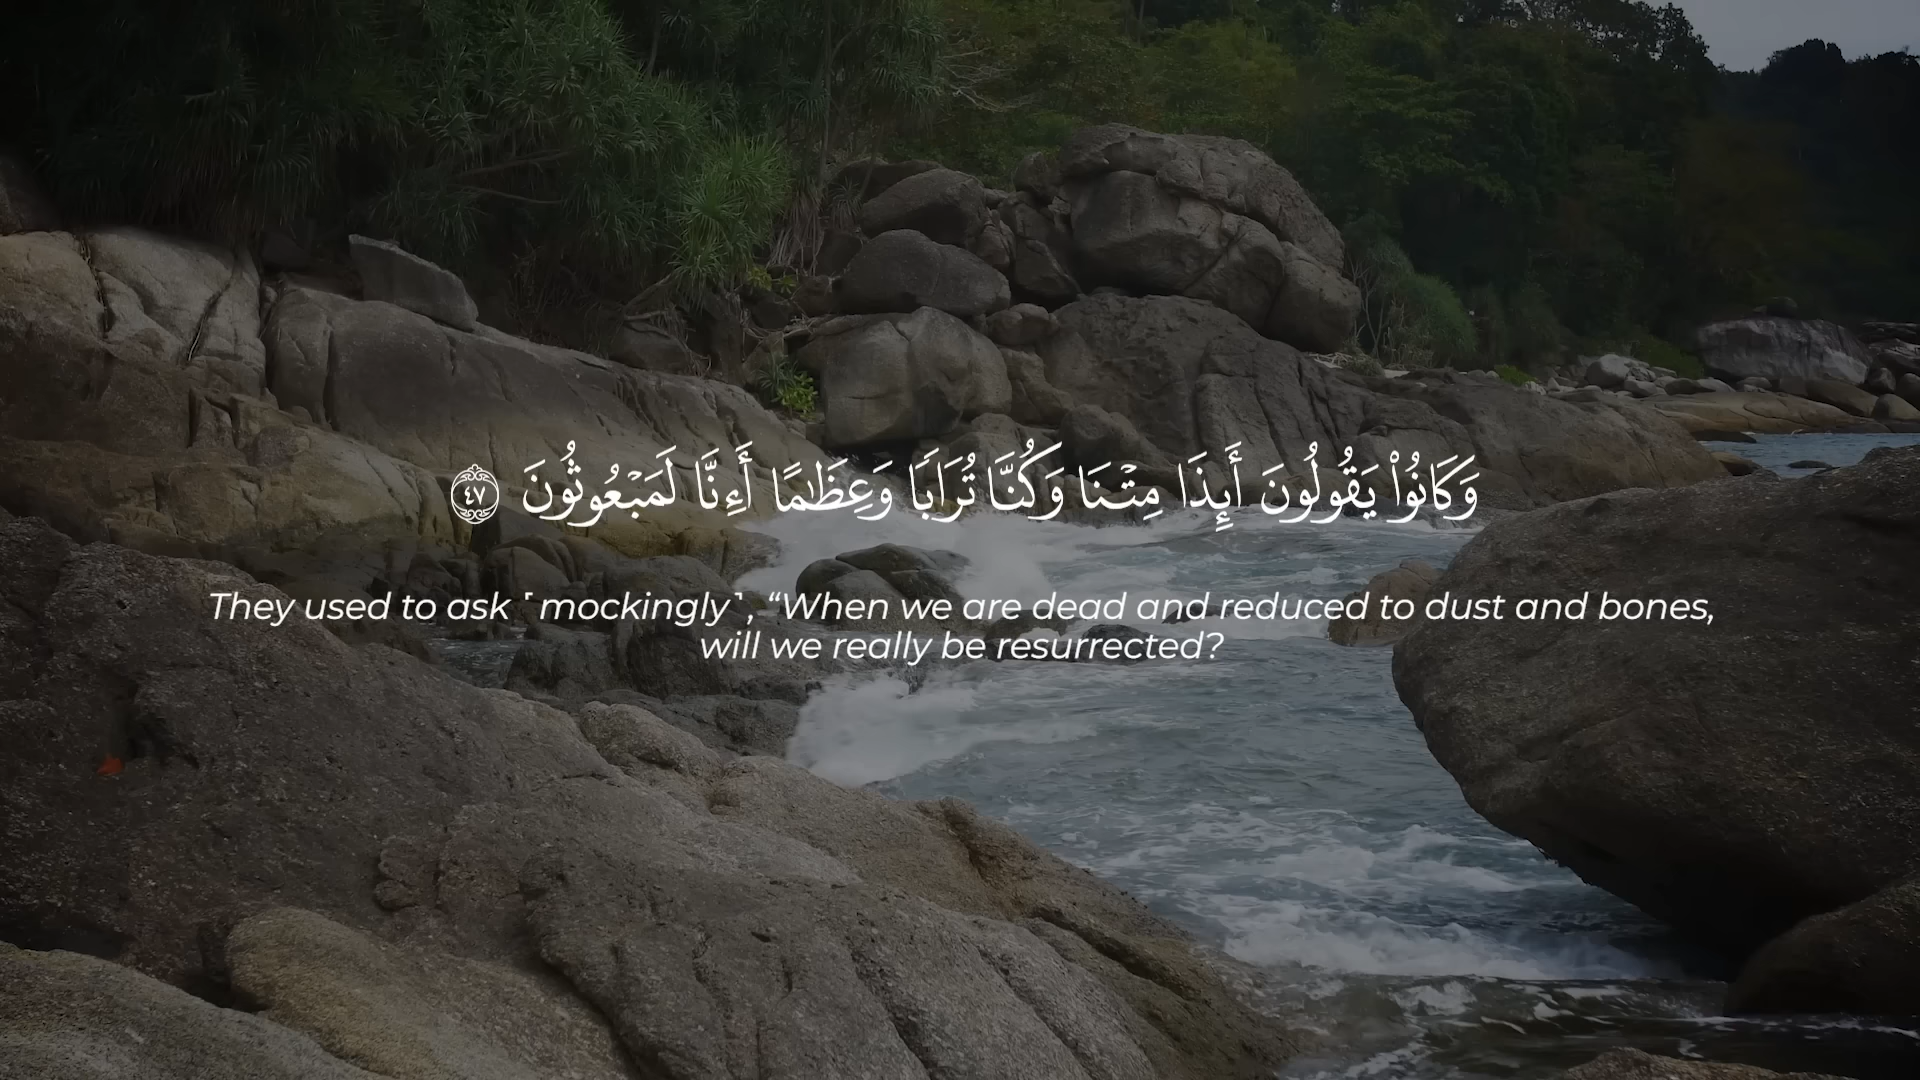 وَكَانُوا۟ يَقُولُونَ أَئِذَا مِتْنَا وَكُنَّا تُرَابًا وَعِظَـٰمًا أَءِنَّا لَمَبْعُوثُونَ ٤٧
They used to ask ˹mockingly˺, “When we are dead and reduced to dust and bones,
will we really be resurrected?